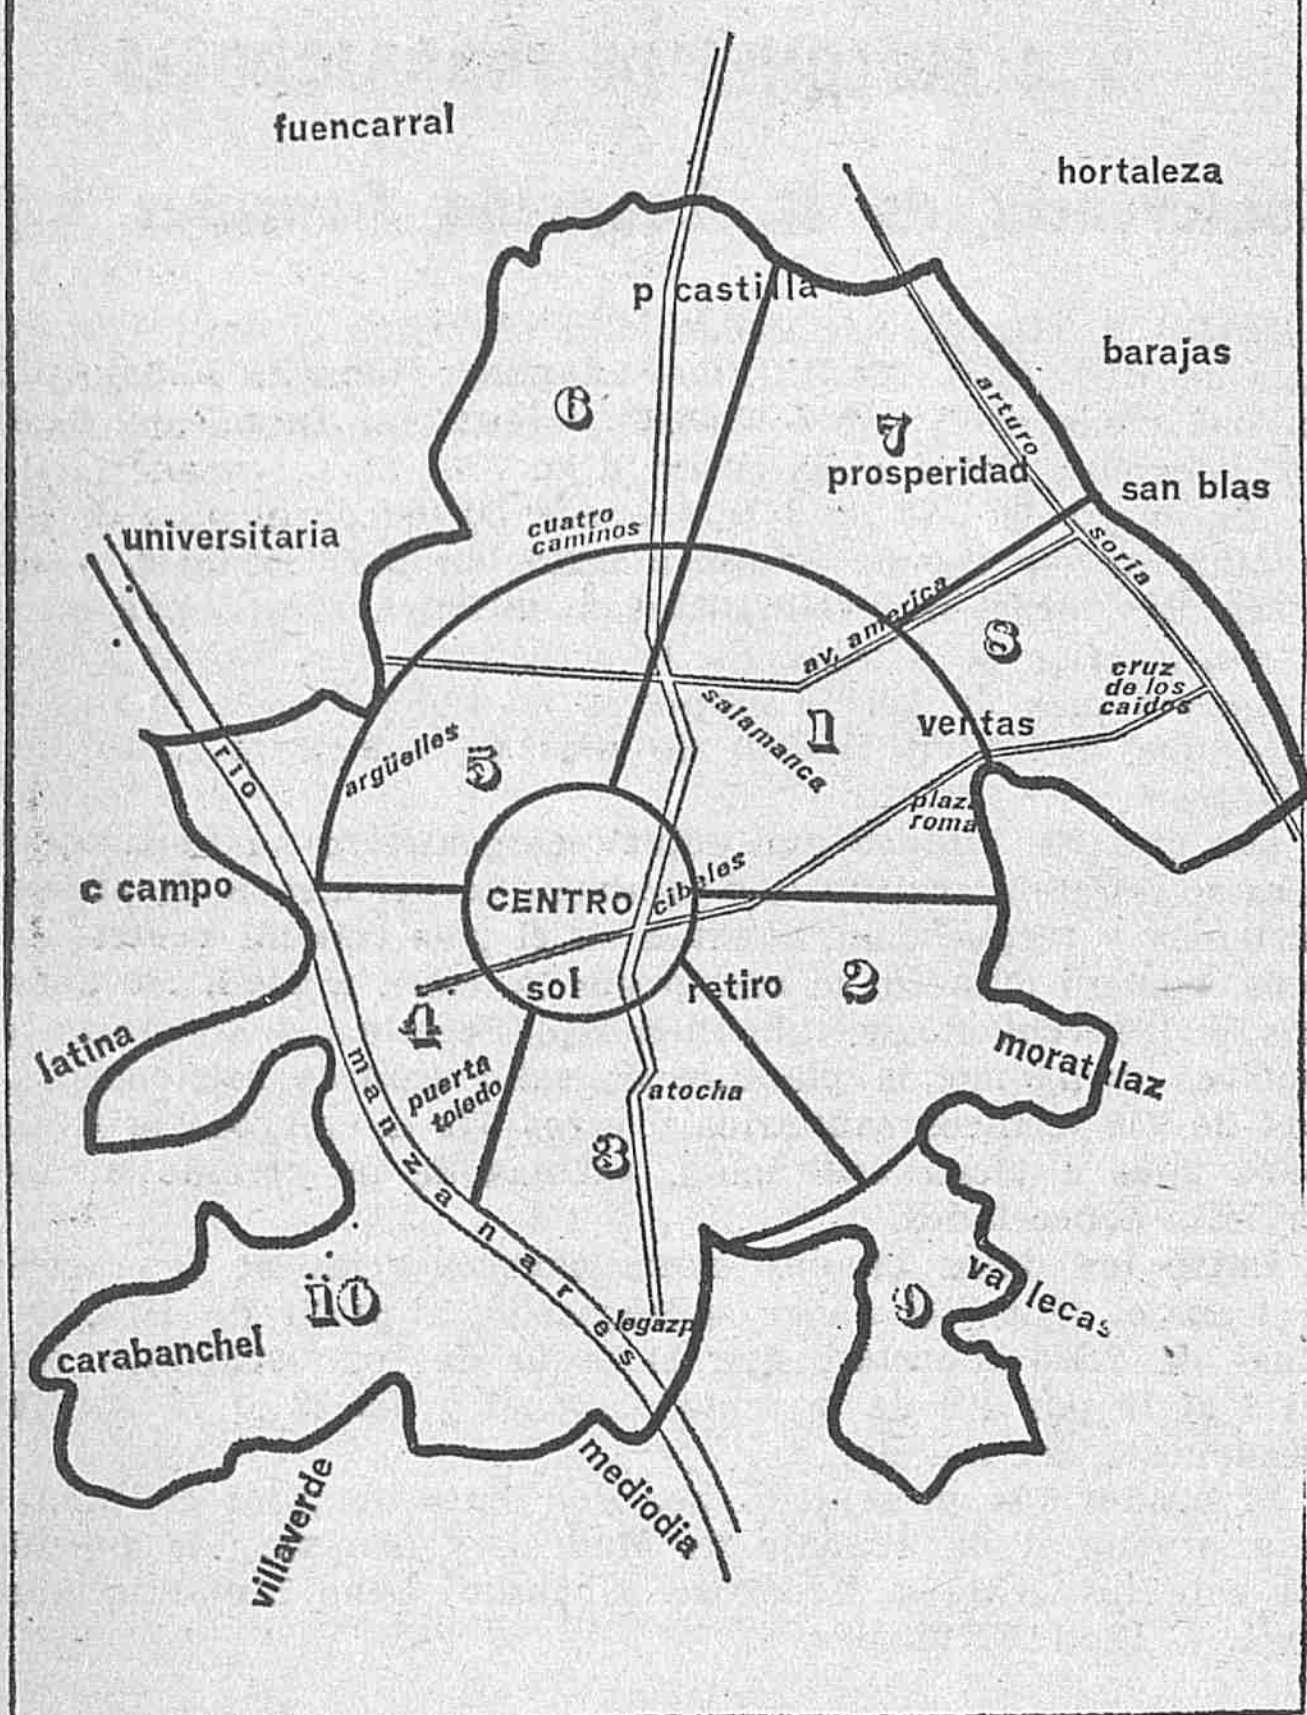 fuencarral
hortaleza
p castilla
barajas
6
7
arturo
prosperidad
san blas
cuatro
caminos
universitaria
soria
av. america
8
cruz
de los
caidos
salamanca
1
ventas
argüelles
5
rio
plaza
roma
c campo
CENTRO
cibeles
sol
retiro
2
4
latina
moratalaz
manzanares
puerta
toledo
atocha
3
10
vallecas
9
legazp
carabanchel
mediodia
villaverde